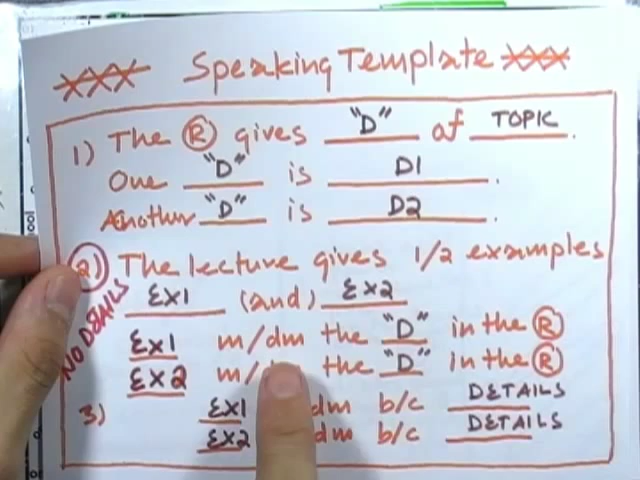 XXX Speaking Template XXX
1) The R gives "D" of TOPIC.
One "D" is D1.
Another "D" is D2.
2) The lecture gives 1/2 examples
EX1 (and) EX2
NO DETAILS
EX1 m/dm the "D" in the R
EX2 m/ the "D" in the R
3) EX1 dm b/c DETAILS
EX2 dm b/c DETAILS